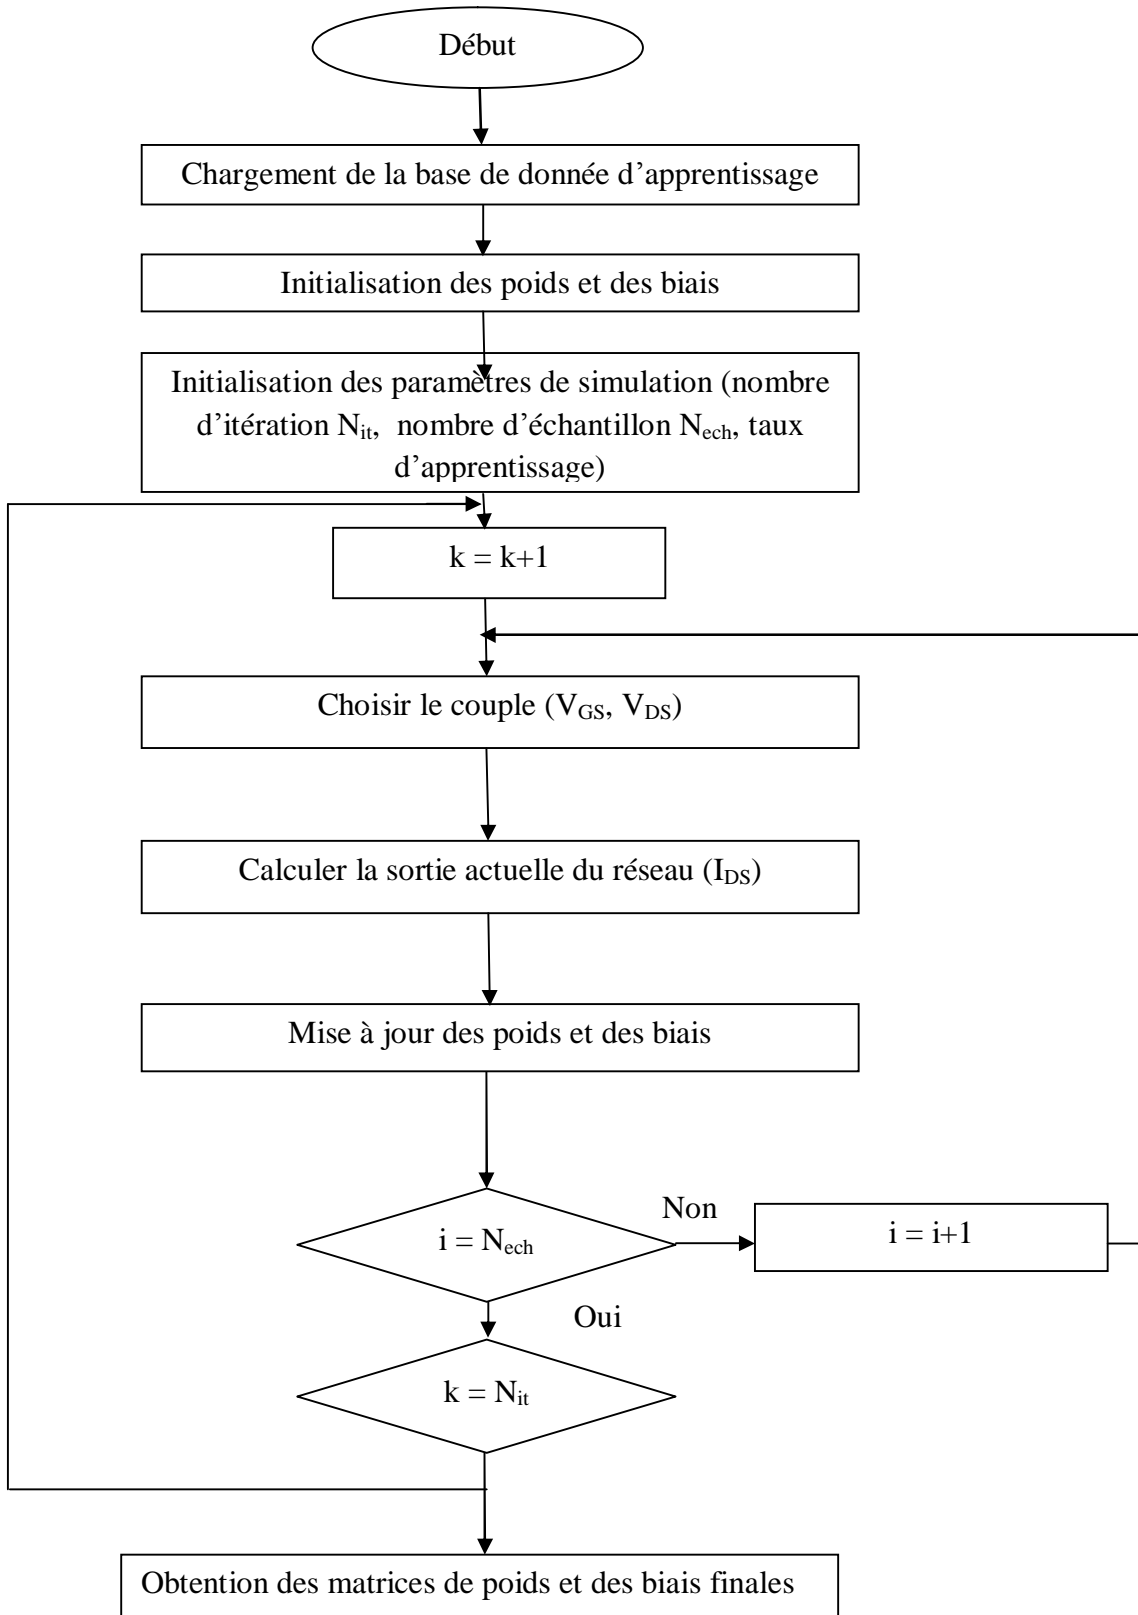 Début
Chargement de la base de donnée d’apprentissage
Initialisation des poids et des biais
Initialisation des paramètres de simulation (nombre
d’itération Nit, nombre d’échantillon Nech, taux
d’apprentissage)
k = k+1
Choisir le couple (VGS, VDS)
Calculer la sortie actuelle du réseau (IDS)
Mise à jour des poids et des biais
Non
i = Nech
i = i+1
Oui
k = Nit
Obtention des matrices de poids et des biais finales